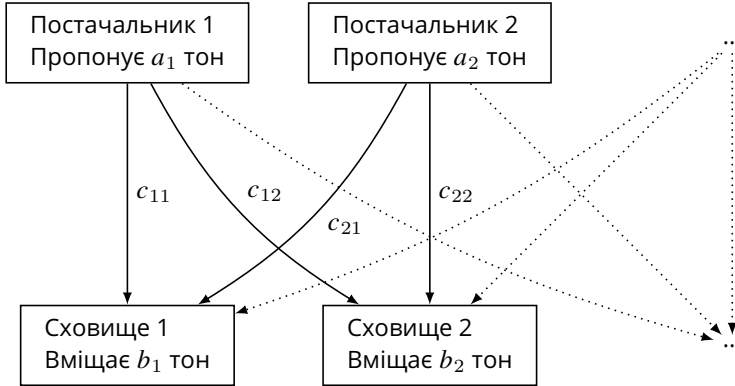 Постачальник 1
Пропонує a₁ тон
Постачальник 2
Пропонує a₂ тон
..
c₁₁
c₁₂
c₂₁
c₂₂
Сховище 1
Вміщає b₁ тон
Сховище 2
Вміщає b₂ тон
..